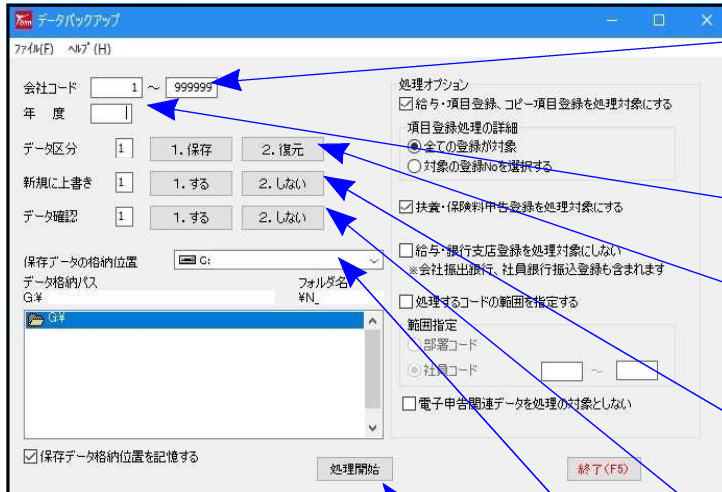 データバックアップ
ファイル(F) ヘルプ(H)
会社コード 1 ～ 999999
年 度
データ区分 1 1.保存 2.復元
新規に上書き 1 1.する 2.しない
データ確認 1 1.する 2.しない
保存データの格納位置 G:
データ格納パス フォルダ名
G:¥ ¥N_
G:¥
保存データ格納位置を記憶する
処理開始
処理オプション
給与・項目登録、コピー項目登録を処理対象にする
項目登録処理の詳細
全ての登録が対象
対象の登録Noを選択する
扶養・保険料申告登録を処理対象にする
給与・銀行支店登録を処理対象にしない
※会社振出銀行、社員銀行振込登録も含まれます
処理するコードの範囲を指定する
範囲指定
部署コード
社員コード ～
電子申告関連データを処理の対象としない
終了(F5)